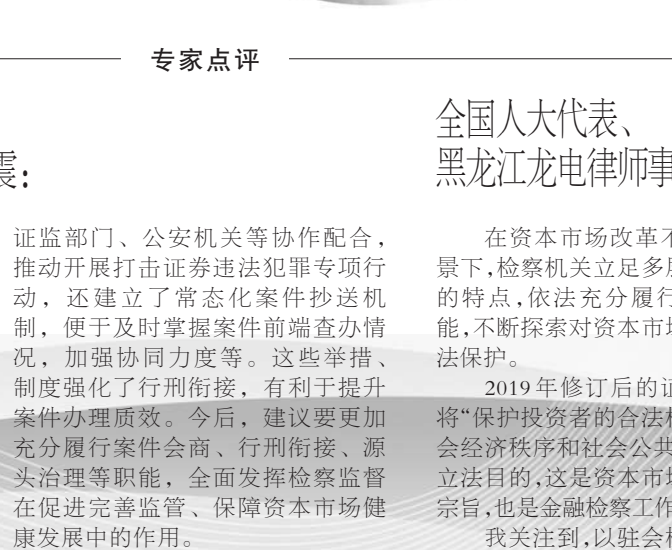 专家点评
震：
证监部门、公安机关等协作配合，
推动开展打击证券违法犯罪专项行
动，还建立了常态化案件抄送机
制，便于及时掌握案件前端查办情
况，加强协同力度等。这些举措、
制度强化了行刑衔接，有利于提升
案件办理质效。今后，建议要更加
充分履行案件会商、行刑衔接、源
头治理等职能，全面发挥检察监督
在促进完善监管、保障资本市场健
康发展中的作用。
全国人大代表、
黑龙江龙电律师事
在资本市场改革不
景下，检察机关立足多层
的特点，依法充分履行
能，不断探索对资本市场
法保护。
2019年修订后的证
将“保护投资者的合法权
会经济秩序和社会公共
立法目的，这是资本市场
宗旨，也是金融检察工作
我关注到，以驻会检